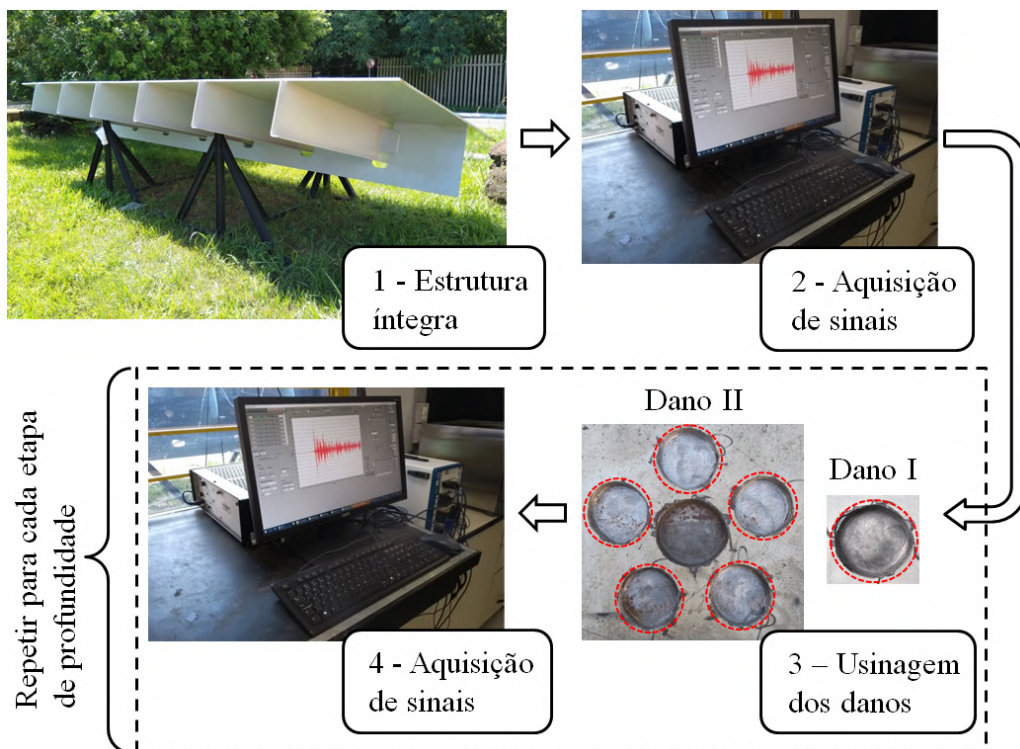 1 - Estrutura
íntegra
2 - Aquisição
de sinais
Dano II
Dano I
3 – Usinagem
dos danos
4 - Aquisição
de sinais
Repetir para cada etapa
de profundidade